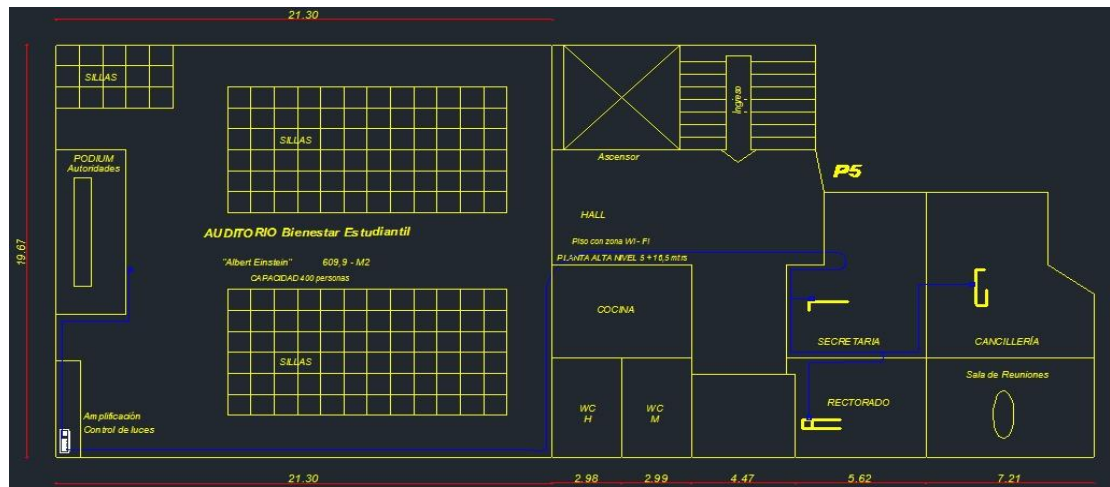 21.30
SILLAS
Ingreso
SILLAS
PODIUM
Autoridades
Ascensor
P5
HALL
AUDITORIO Bienestar Estudiantil
Piso con zona WI - FI
19.67
"Albert Einstein" 609,9 - M2
PLANTA ALTA NIVEL 5 + 16,5 mtrs
CAPACIDAD 400 personas
COCINA
SECRETARIA
CANCILLERÍA
SILLAS
Sala de Reuniones
WC
H
WC
M
RECTORADO
Amplificación
Control de luces
21.30
2.98
2.99
4.47
5.62
7.21